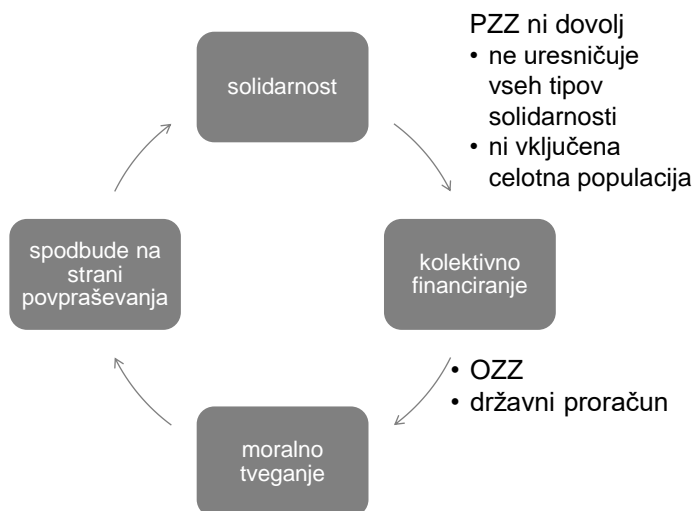 solidarnost
PZZ ni dovolj
• ne uresničuje
vseh tipov
solidarnosti
• ni vključena
celotna populacija
kolektivno
financiranje
• OZZ
• državni proračun
moralno
tveganje
spodbude na
strani
povpraševanja